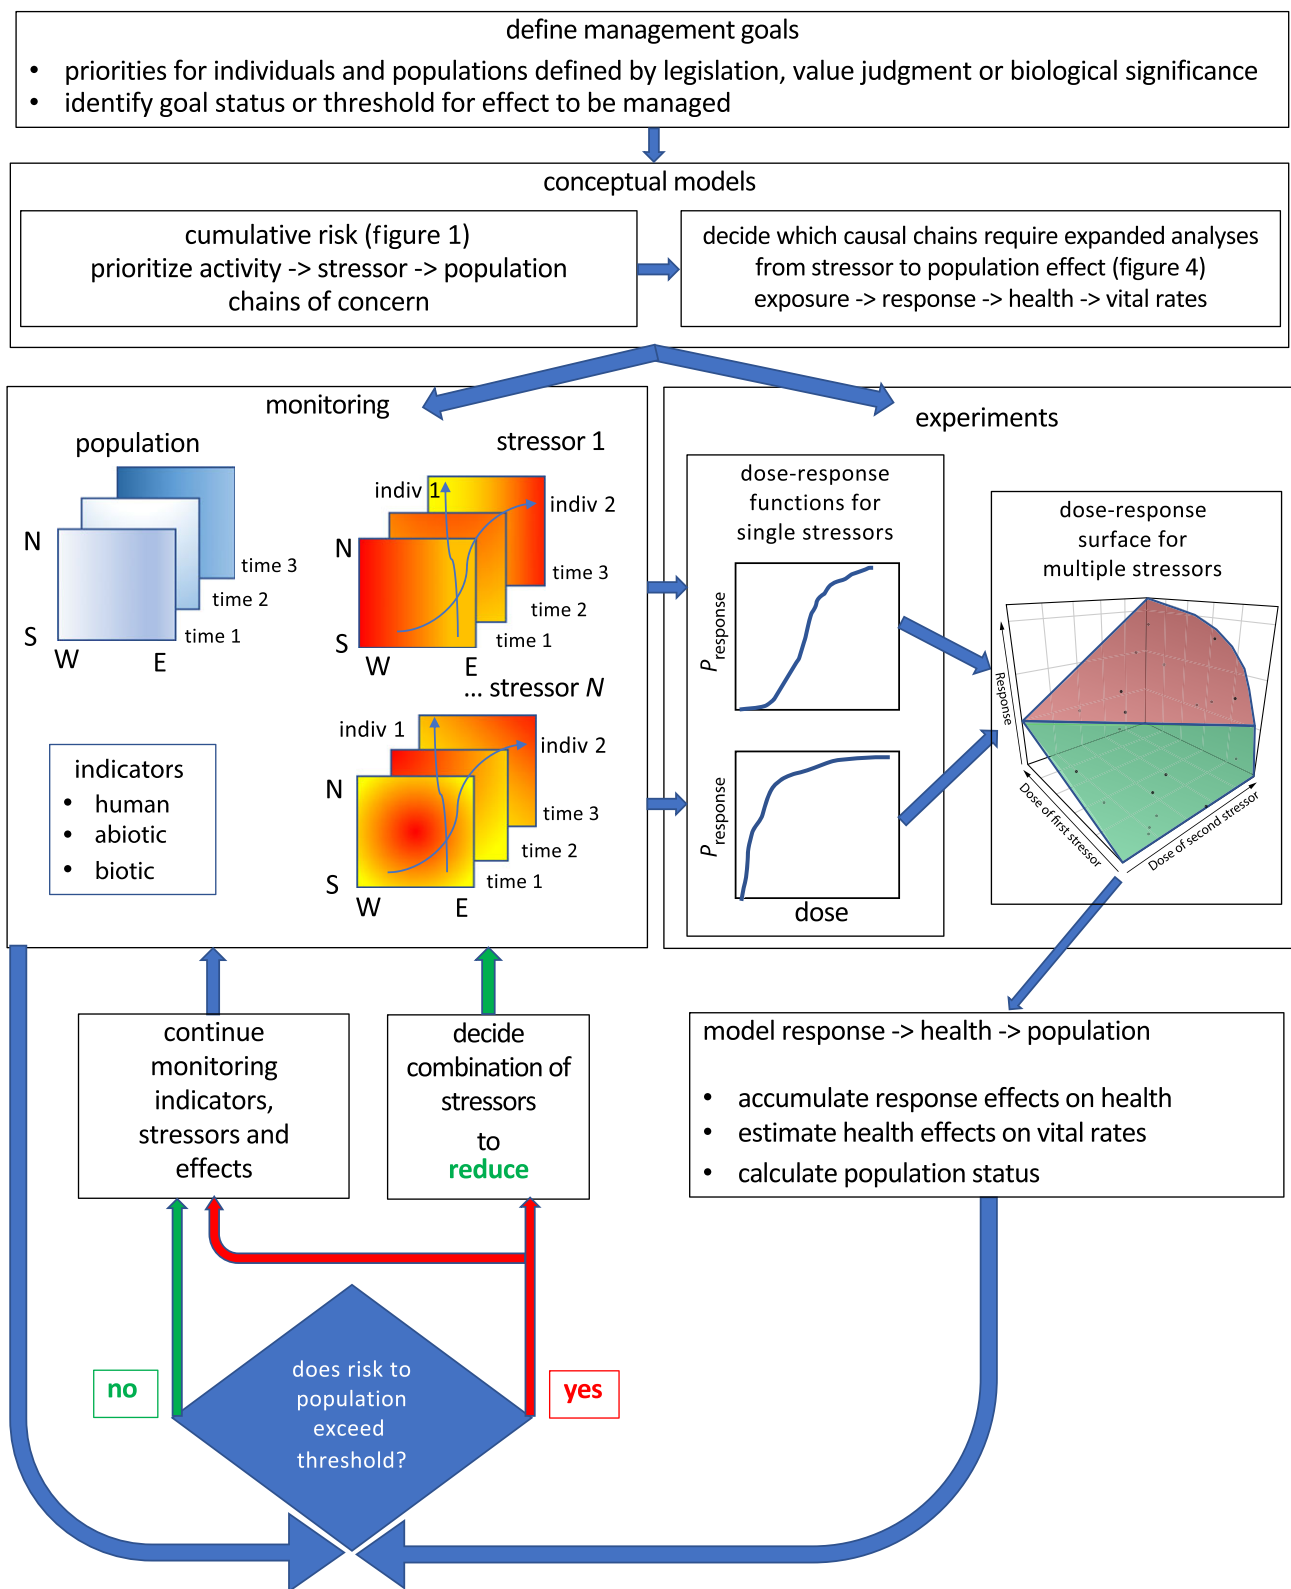 define management goals
• priorities for individuals and populations defined by legislation, value judgment or biological significance
• identify goal status or threshold for effect to be managed
conceptual models
cumulative risk (figure 1)
prioritize activity -> stressor -> population
chains of concern
decide which causal chains require expanded analyses
from stressor to population effect (figure 4)
exposure -> response -> health -> vital rates
monitoring
population
N
S
W
E
time 1
time 2
time 3
stressor 1
indiv 1
indiv 2
N
S
W
E
time 3
time 2
time 1
... stressor N
indiv 1
indiv 2
N
S
W
E
time 3
time 2
time 1
indicators
• human
• abiotic
• biotic
experiments
dose-response
functions for
single stressors
Presponse
Presponse
dose
dose-response
surface for
multiple stressors
Response
Dose of first stressor
Dose of second stressor
continue
monitoring
indicators,
stressors and
effects
decide
combination of
stressors
to
reduce
model response -> health -> population
• accumulate response effects on health
• estimate health effects on vital rates
• calculate population status
no
yes
does risk to
population
exceed
threshold?